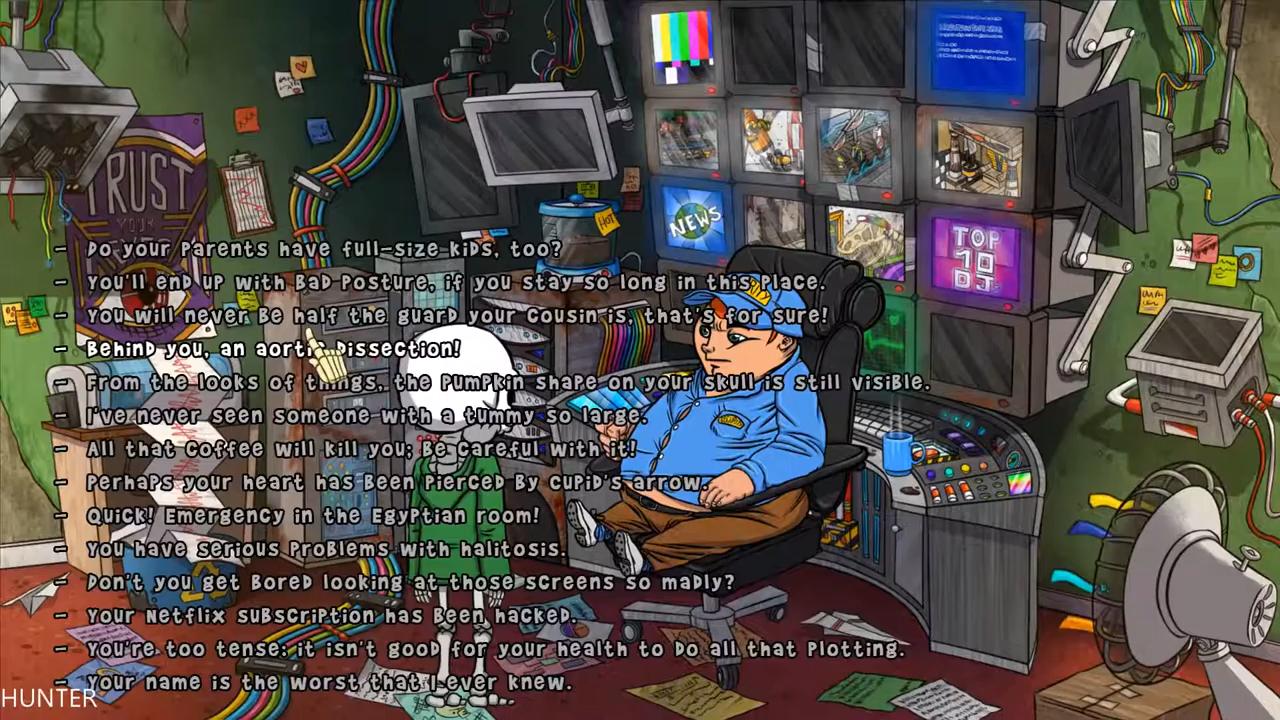 TRUST
YOUR
HOT
NEWS
TOP
10
DJ
- Do your Parents have full-size kids, too?
- You'll end up with Bad Posture, if you stay so long in this Place.
- You will never Be half the guard your Cousin is, that's for sure!
- Behind you, an aortic Dissection!
- From the looks of things, the Pumpkin shape on your skull is still visible.
- I've never seen someone with a tummy so large.
- All that Coffee will kill you; Be Careful with it!
- Perhaps your heart has Been Pierced By Cupid's arrow.
- Quick! Emergency in the Egyptian room!
- You have serious Problems with halitosis.
- Don't you get Bored looking at those screens so madly?
- Your Netflix subscription has Been hacked.
- You're too tense; it isn't good for your health to Do all that Plotting.
- Your name is the worst that I ever knew.
HUNTER